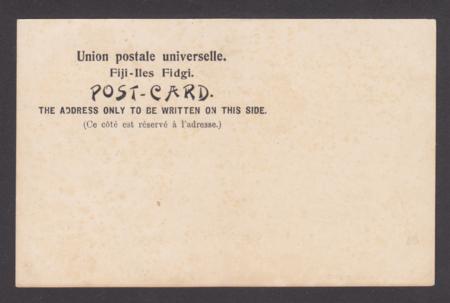 Union postale universelle.
Fiji-Iles Fidgi.
POST-CARD.
THE ADDRESS ONLY TO BE WRITTEN ON THIS SIDE.
(Ce côté est réservé à l'adresse.)